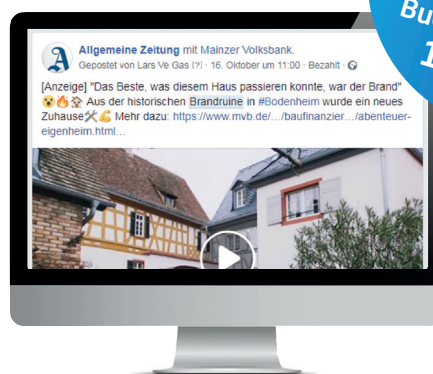 Bu
1
Allgemeine Zeitung mit Mainzer Volksbank.
Gepostet von Lars Ve Gas [?] · 16. Oktober um 11:00 · Bezahlt ·
[Anzeige] "Das Beste, was diesem Haus passieren konnte, war der Brand"
😯🔥🏠 Aus der historischen Brandruine in #Bodenheim wurde ein neues
Zuhause🛠💪 Mehr dazu: https://www.mvb.de/…/baufinanzier…/abenteuer-
eigenheim.html…